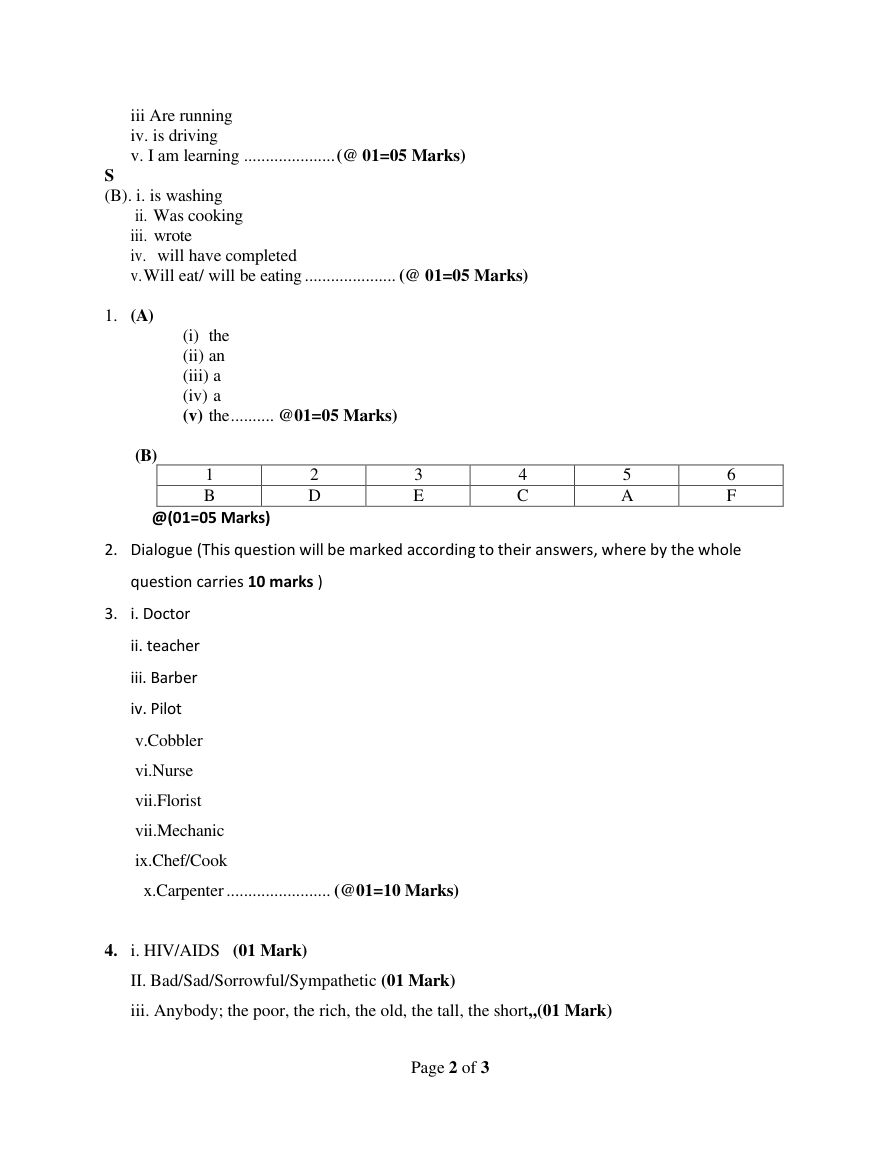 iii Are running
iv. is driving
v. I am learning .....................(@ 01=05 Marks)
S
(B). i. is washing
ii. Was cooking
iii. wrote
iv. will have completed
v.Will eat/ will be eating ..................... (@ 01=05 Marks)
1. (A)
(i) the
(ii) an
(iii) a
(iv) a
(v) the.......... @01=05 Marks)
(B)
1 2 3 4 5 6
B D E C A F
@(01=05 Marks)
2. Dialogue (This question will be marked according to their answers, where by the whole
question carries 10 marks )
3. i. Doctor
ii. teacher
iii. Barber
iv. Pilot
v.Cobbler
vi.Nurse
vii.Florist
vii.Mechanic
ix.Chef/Cook
x.Carpenter ........................ (@01=10 Marks)
4. i. HIV/AIDS (01 Mark)
II. Bad/Sad/Sorrowful/Sympathetic (01 Mark)
iii. Anybody; the poor, the rich, the old, the tall, the short,,,(01 Mark)
Page 2 of 3